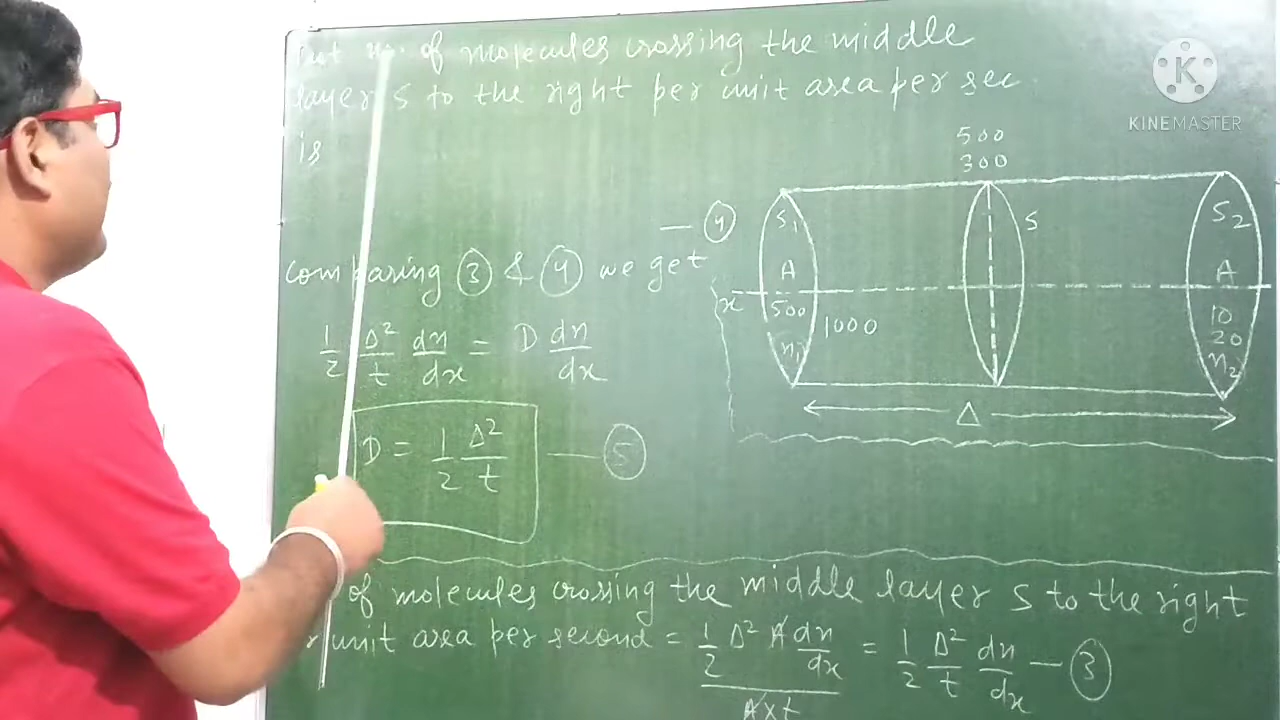 of molecules crossing the middle
layer S to the right per unit area per sec
is
— ④
comparing ③ & ④ we get
1/2 Δ²/t dn/dx = D dn/dx
D = 1/2 Δ²/t — ⑤
500
300
S₁
A
500
n₁
1000
x
S
S₂
A
10
20
n₂
Δ
of molecules crossing the middle layer S to the right
unit area per second = (1/2 Δ² A dn/dx)/(A×t) = 1/2 Δ²/t dn/dx — ③
K
KINEMASTER